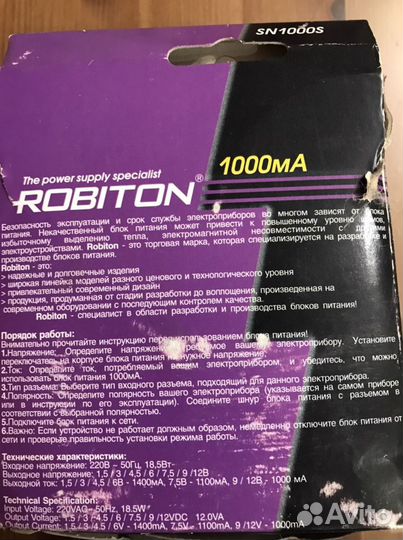 SN1000S
1000мА
The power supply specialist
ROBITON®
Безопасность эксплуатации и срок службы электроприборов во многом зависят от блока
питания. Некачественный блок питания может привести к повышенному уровню шумов,
избыточному выделению тепла, электромагнитной несовместимости с другими
электроустройствами. Robiton - это торговая марка, которая специализируется на разработке и
производстве блоков питания.
Robiton - это:
> надежные и долговечные изделия
> широкая линейка моделей разного ценового и технологического уровня
> привлекательный современный дизайн
> продукция, продуманная от стадии разработки до воплощения, произведенная на
современном оборудовании с последующим контролем качества.
Robiton - специалист в области разработки и производства блоков питания!
Порядок работы:
Внимательно прочитайте инструкцию перед использованием блока питания!
1.Напряжение: Определите напряжение, требуемое вашему электроприбору. Установите
переключатель на корпусе блока питания на нужное напряжение.
2.Ток: Определите ток, потребляемый вашим электроприбором, и убедитесь, что можно
использовать блок питания 1000мА.
3.Тип разъема: Выберите тип входного разъема, подходящий для данного электроприбора.
4.Полярность: Определите полярность вашего электроприбора (указывается на самом приборе
или в инструкции по его эксплуатации). Соедините шнур блока питания с разъемом в
соответствии с выбранной полярностью.
5.Подключите блок питания к сети.
6.Важно: Если устройство не работает должным образом, немедленно отключите блок питания от
сети и проверьте правильность установки режима работы.
Технические характеристики:
Входное напряжение: 220В – 50Гц, 18,5Вт
Выходное напряжение: 1,5 / 3 / 4,5 / 6 / 7,5 / 9 /12В
Выходной ток: 1,5 / 3 / 4,5 / 6В - 1400мА, 7,5В - 1100мА, 9 / 12В - 1000мА
Technical Specification:
Input Voltage: 220VAC– 50Hz, 18.5W
Output Voltage: 1.5 / 3 / 4.5 / 6 / 7.5 / 9 /12VDC 12.0VA
Output Current: 1.5 / 3 / 4.5 / 6V - 1400mA, 7.5V - 1100mA, 9 / 12V - 1000mA
Avito